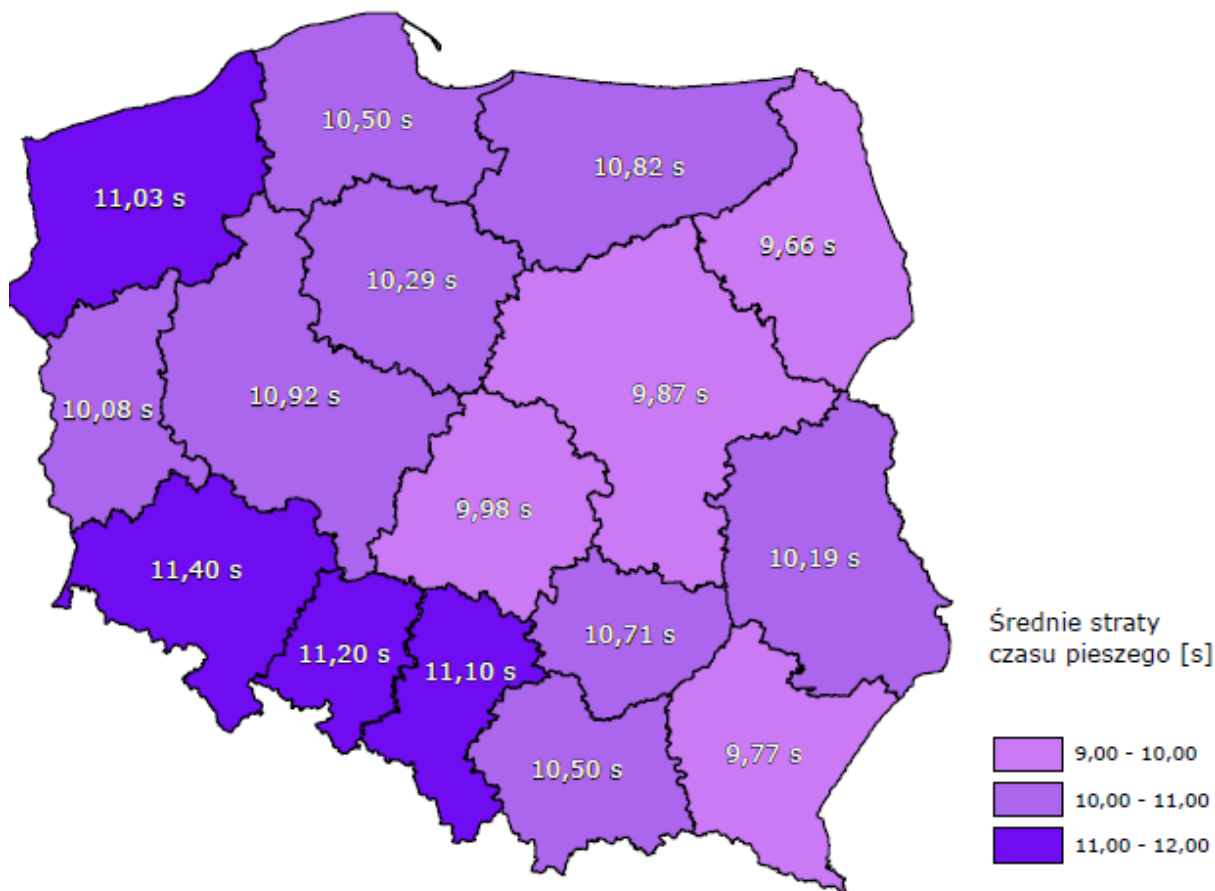 10,50 s
10,82 s
11,03 s
9,66 s
10,29 s
10,92 s
9,87 s
10,08 s
9,98 s
11,40 s
10,19 s
10,71 s
11,20 s
11,10 s
10,50 s
9,77 s
Średnie straty
czasu pieszego [s]
9,00 - 10,00
10,00 - 11,00
11,00 - 12,00